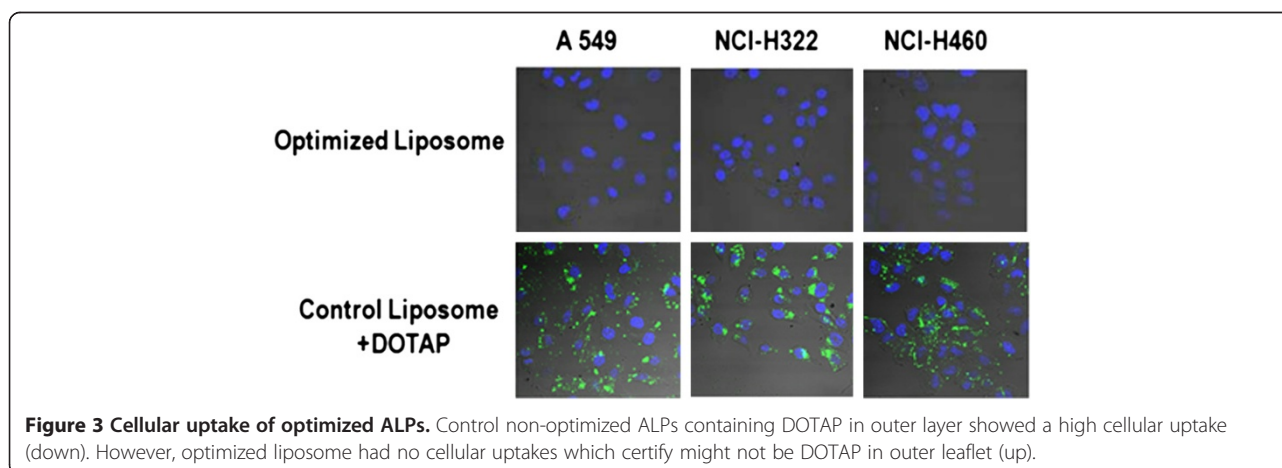 A 549 NCI-H322 NCI-H460
Optimized Liposome
Control Liposome
+DOTAP
Figure 3 Cellular uptake of optimized ALPs. Control non-optimized ALPs containing DOTAP in outer layer showed a high cellular uptake
(down). However, optimized liposome had no cellular uptakes which certify might not be DOTAP in outer leaflet (up).